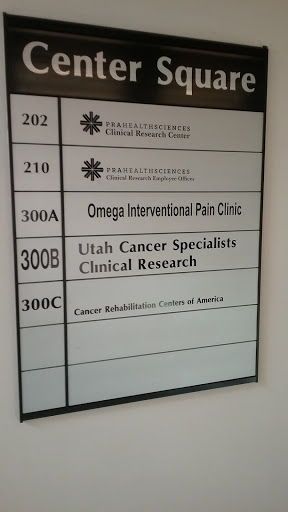 Center Square
202 PRAHEALTHSCIENCES
Clinical Research Center
210 PRAHEALTHSCIENCES
Clinical Research Employee Offices
300A Omega Interventional Pain Clinic
300B Utah Cancer Specialists
Clinical Research
300C Cancer Rehabilitation Centers of America